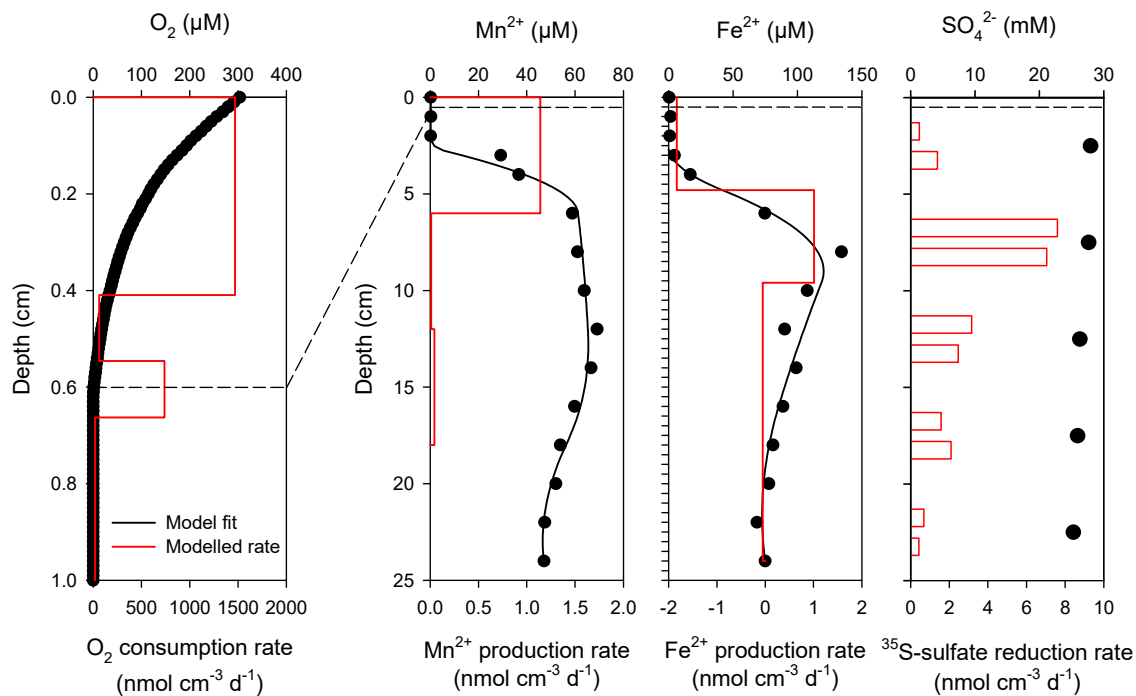 O₂ (µM)
Mn²⁺ (µM)
Fe²⁺ (µM)
SO₄²⁻ (mM)
0 100 200 300 400
0 20 40 60 80
0 50 100 150
0 10 20 30
Depth (cm)
0.0
0.2
0.4
0.6
0.8
1.0
Model fit
Modelled rate
Depth (cm)
0
5
10
15
20
25
0 500 1000 1500 2000
0.0 0.5 1.0 1.5 2.0
-2 -1 0 1 2
0 2 4 6 8 10
O₂ consumption rate
(nmol cm⁻³ d⁻¹)
Mn²⁺ production rate
(nmol cm⁻³ d⁻¹)
Fe²⁺ production rate
(nmol cm⁻³ d⁻¹)
³⁵S-sulfate reduction rate
(nmol cm⁻³ d⁻¹)